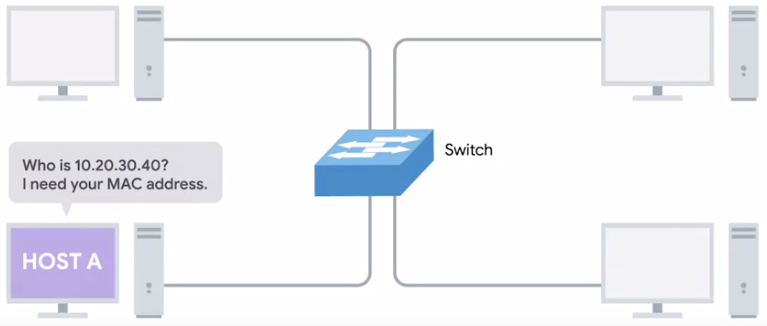 Switch
Who is 10.20.30.40?
I need your MAC address.
HOST A